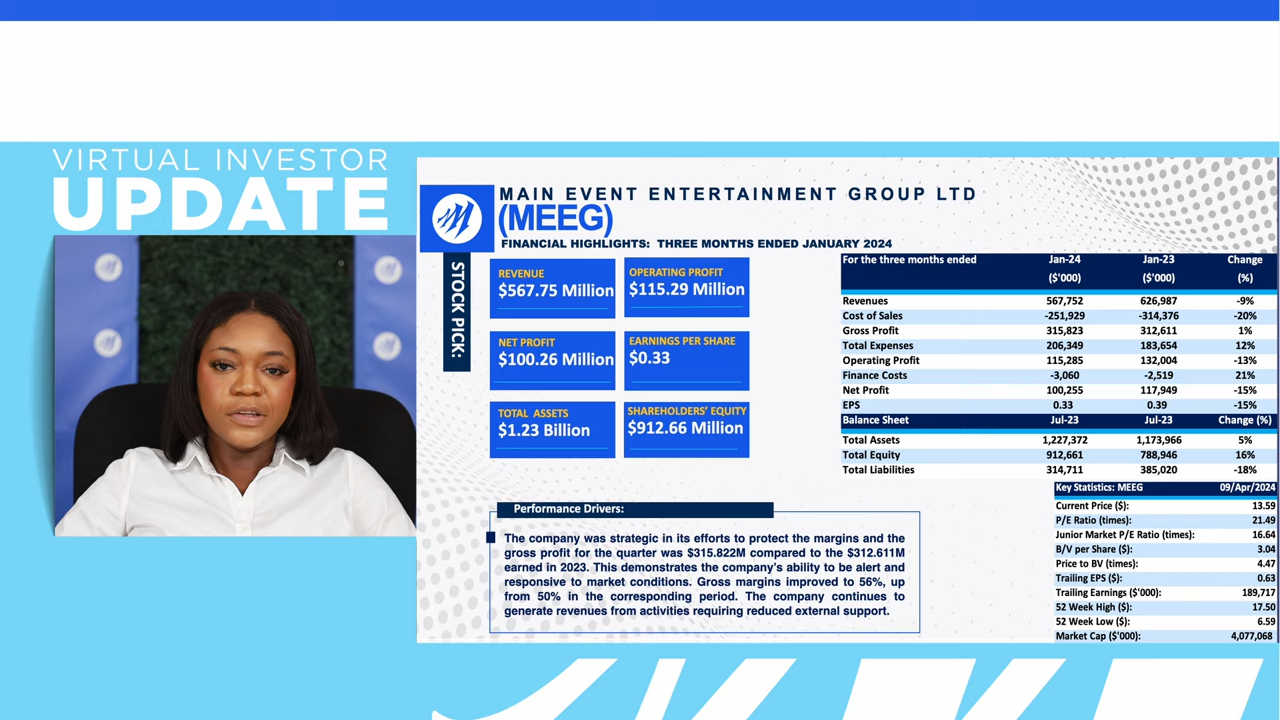 VIRTUAL INVESTOR
UPDATE
MAIN EVENT ENTERTAINMENT GROUP LTD
(MEEG)
FINANCIAL HIGHLIGHTS: THREE MONTHS ENDED JANUARY 2024
STOCK PICK:
REVENUE
$567.75 Million
OPERATING PROFIT
$115.29 Million
NET PROFIT
$100.26 Million
EARNINGS PER SHARE
$0.33
TOTAL ASSETS
$1.23 Billion
SHAREHOLDERS' EQUITY
$912.66 Million
For the three months ended Jan-24 Jan-23 Change
($'000) ($'000) (%)
Revenues 567,752 626,987 -9%
Cost of Sales -251,929 -314,376 -20%
Gross Profit 315,823 312,611 1%
Total Expenses 206,349 183,654 12%
Operating Profit 115,285 132,004 -13%
Finance Costs -3,060 -2,519 21%
Net Profit 100,255 117,949 -15%
EPS 0.33 0.39 -15%
Balance Sheet Jul-23 Jul-23 Change (%)
Total Assets 1,227,372 1,173,966 5%
Total Equity 912,661 788,946 16%
Total Liabilities 314,711 385,020 -18%
Key Statistics: MEEG 09/Apr/2024
Current Price ($): 13.59
P/E Ratio (times): 21.49
Junior Market P/E Ratio (times): 16.64
B/V per Share ($): 3.04
Price to BV (times): 4.47
Trailing EPS ($): 0.63
Trailing Earnings ($'000): 189,717
52 Week High ($): 17.50
52 Week Low ($): 6.59
Market Cap ($'000): 4,077,068
Performance Drivers:
The company was strategic in its efforts to protect the margins and the
gross profit for the quarter was $315.822M compared to the $312.611M
earned in 2023. This demonstrates the company's ability to be alert and
responsive to market conditions. Gross margins improved to 56%, up
from 50% in the corresponding period. The company continues to
generate revenues from activities requiring reduced external support.